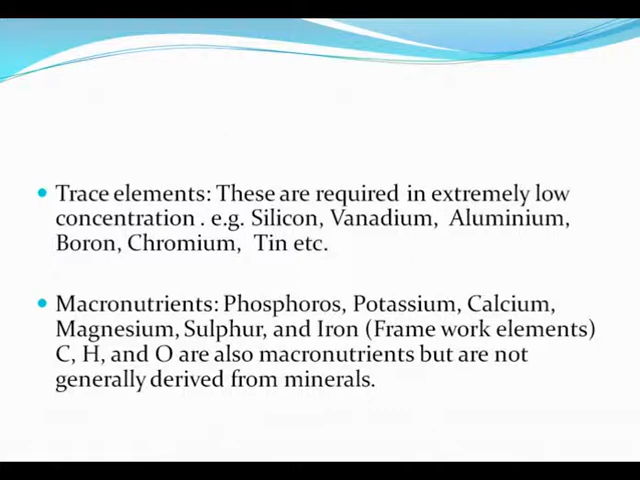 Trace elements: These are required in extremely low
concentration . e.g. Silicon, Vanadium, Aluminium,
Boron, Chromium, Tin etc.
Macronutrients: Phosphoros, Potassium, Calcium,
Magnesium, Sulphur, and Iron (Frame work elements)
C, H, and O are also macronutrients but are not
generally derived from minerals.